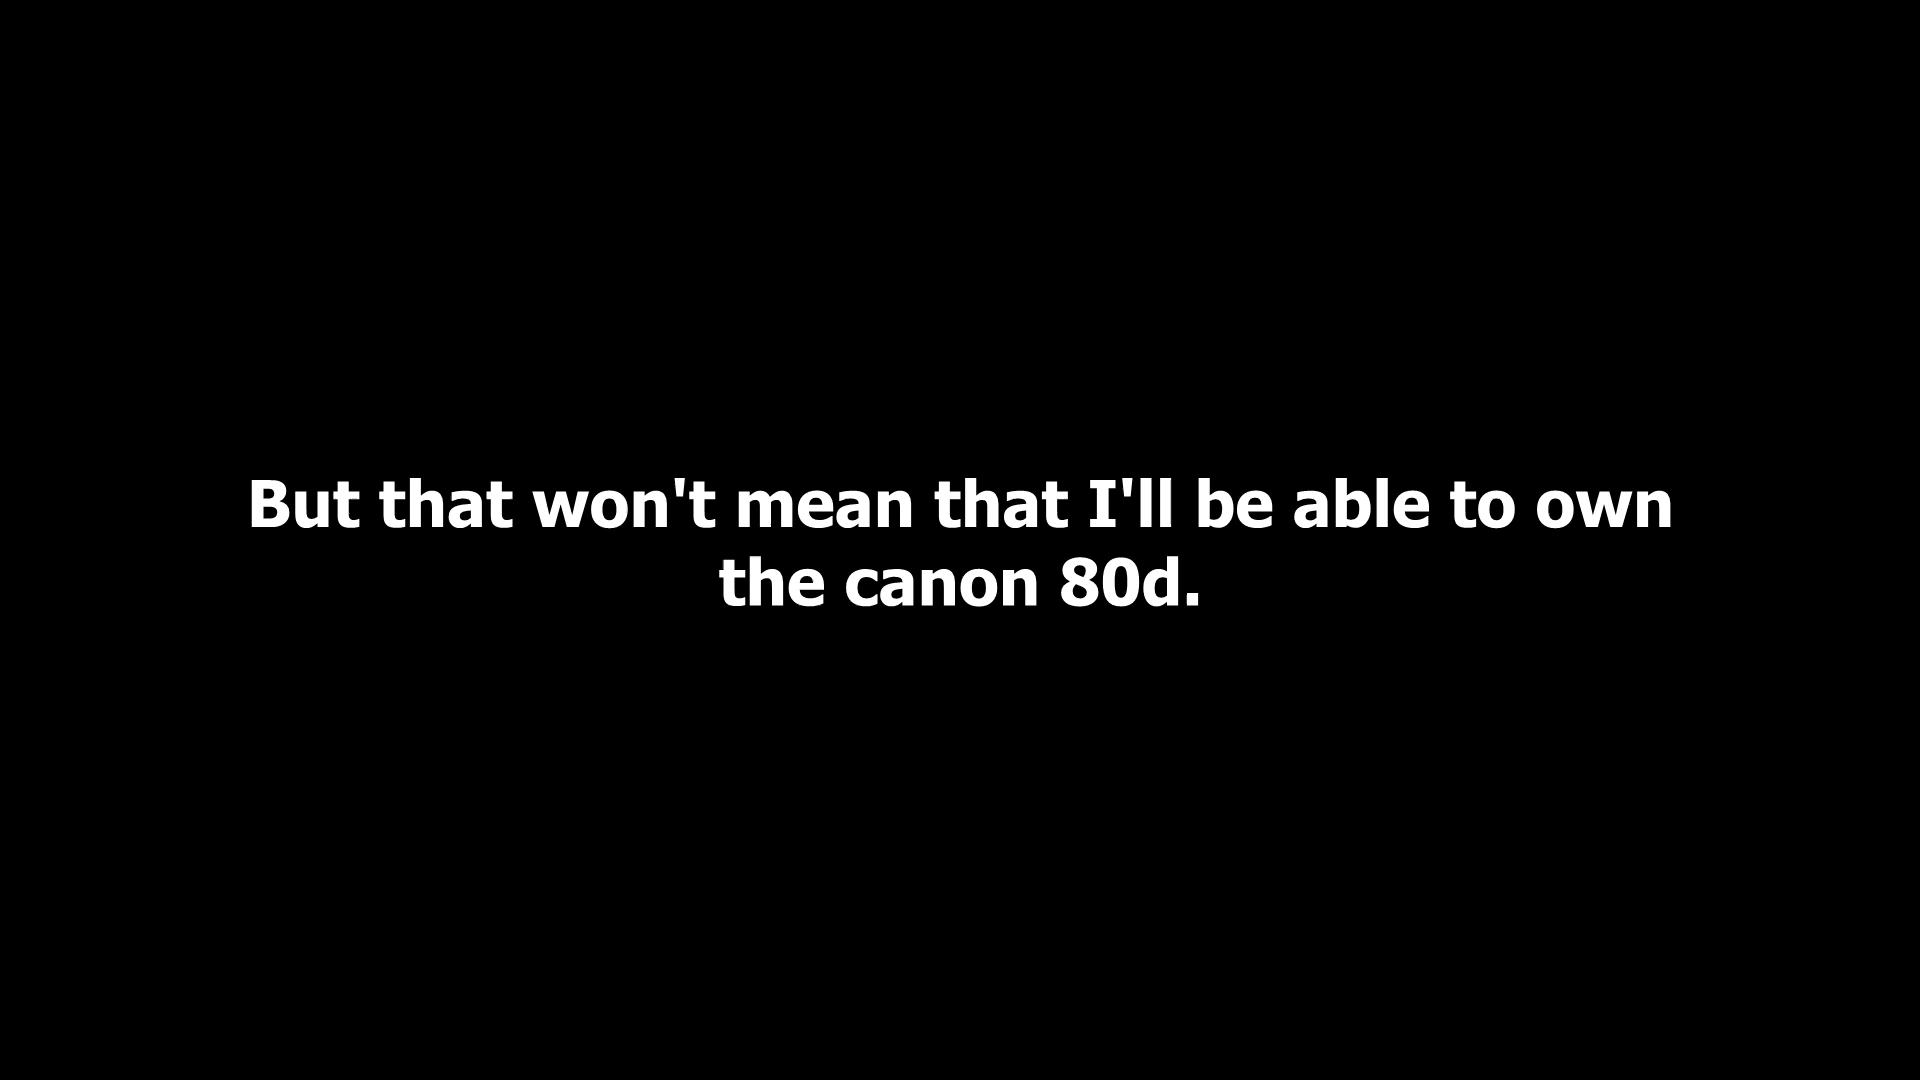 But that won't mean that I'll be able to own
the canon 80d.